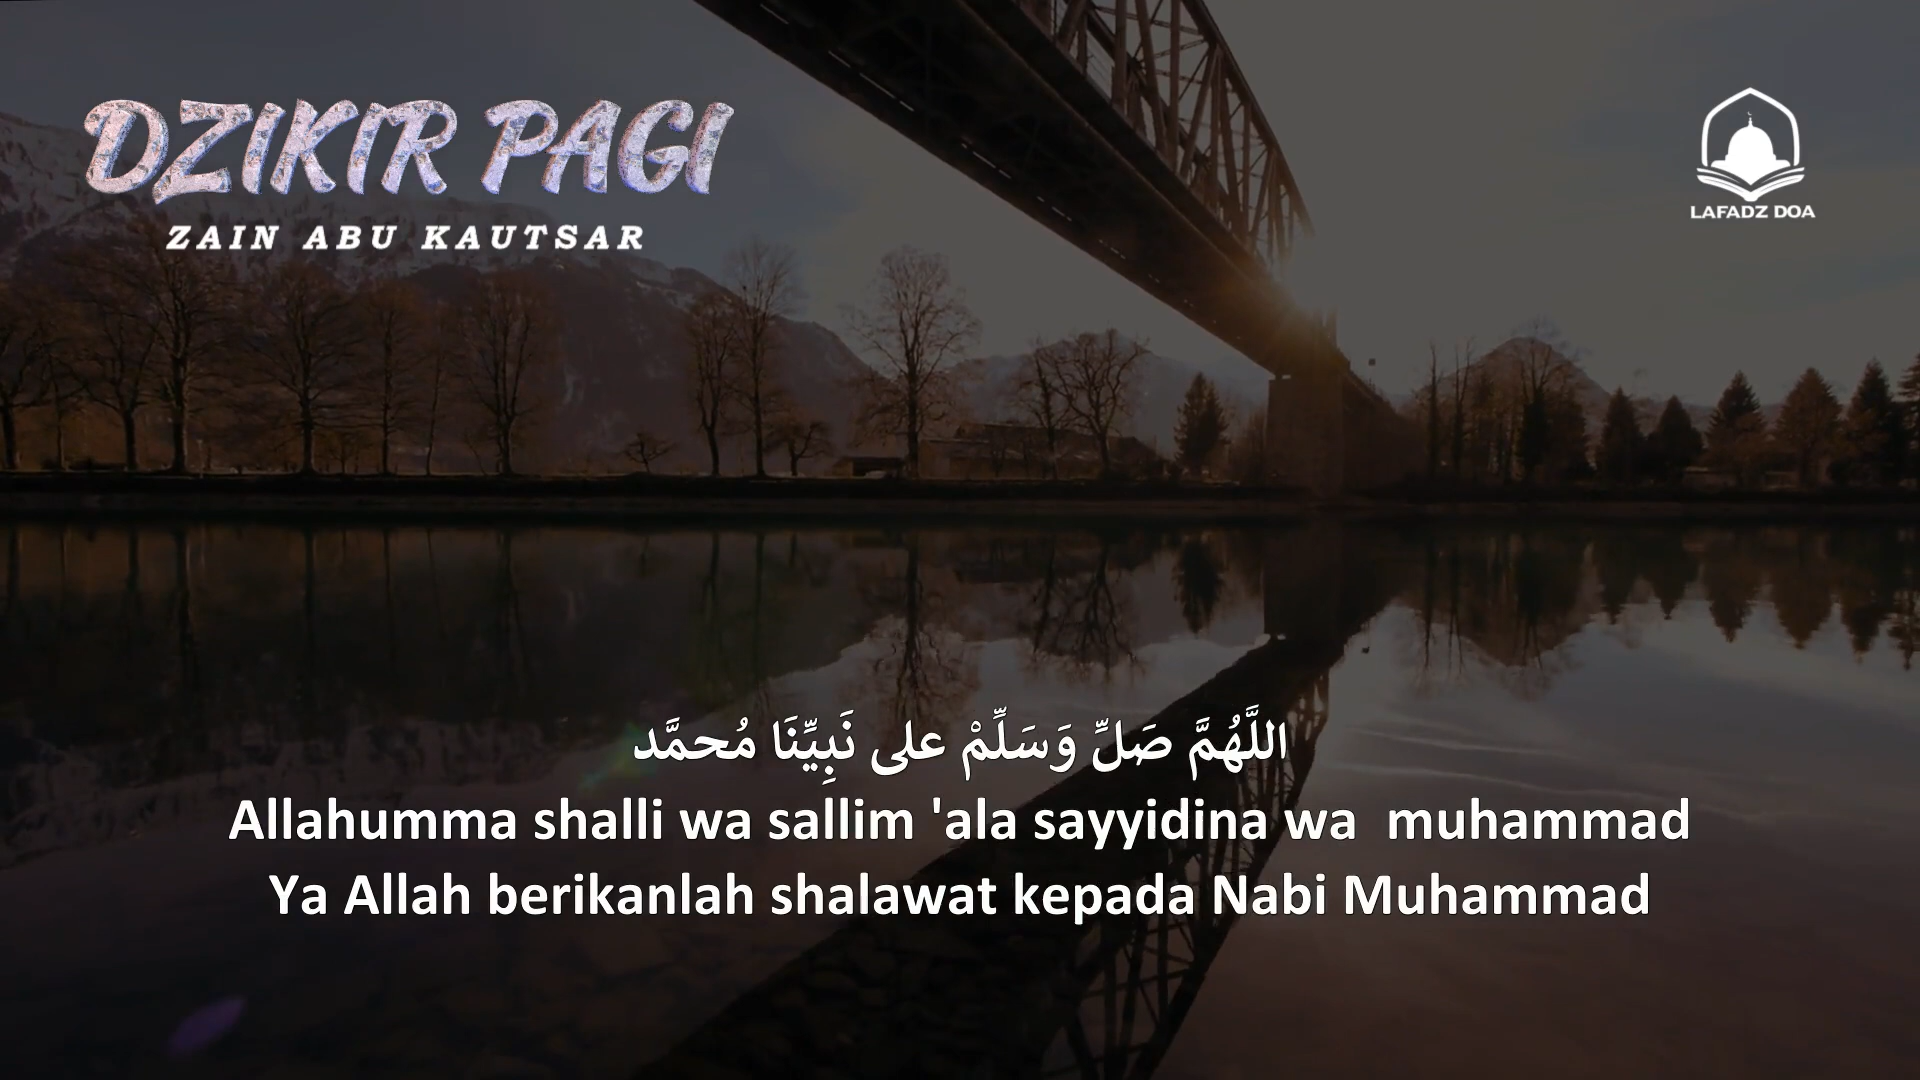 DZIKIR PAGI
ZAIN ABU KAUTSAR
LAFADZ DOA
اللَّهُمَّ صَلِّ وَسَلِّمْ على نَبِيِّنَا مُحمَّد
Allahumma shalli wa sallim 'ala sayyidina wa  muhammad
Ya Allah berikanlah shalawat kepada Nabi Muhammad